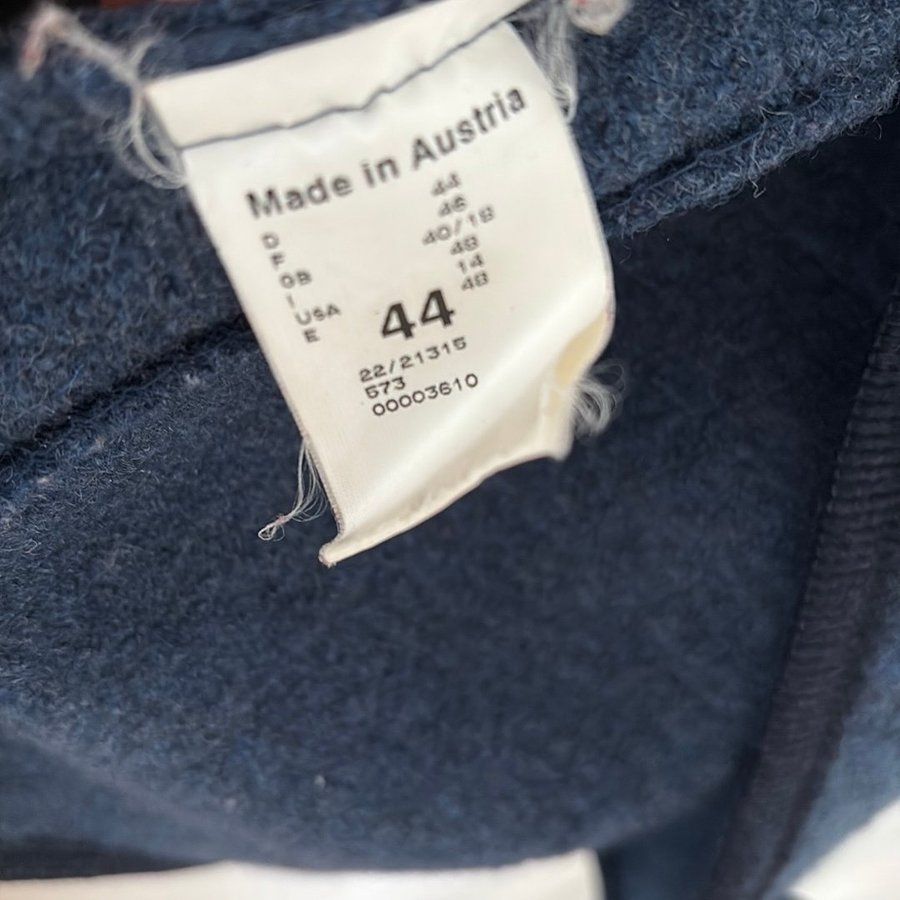 Made in Austria
D 44
F 46
GB 40/18
I 48
USA 14
E 48
44
22/21315
573
00003610